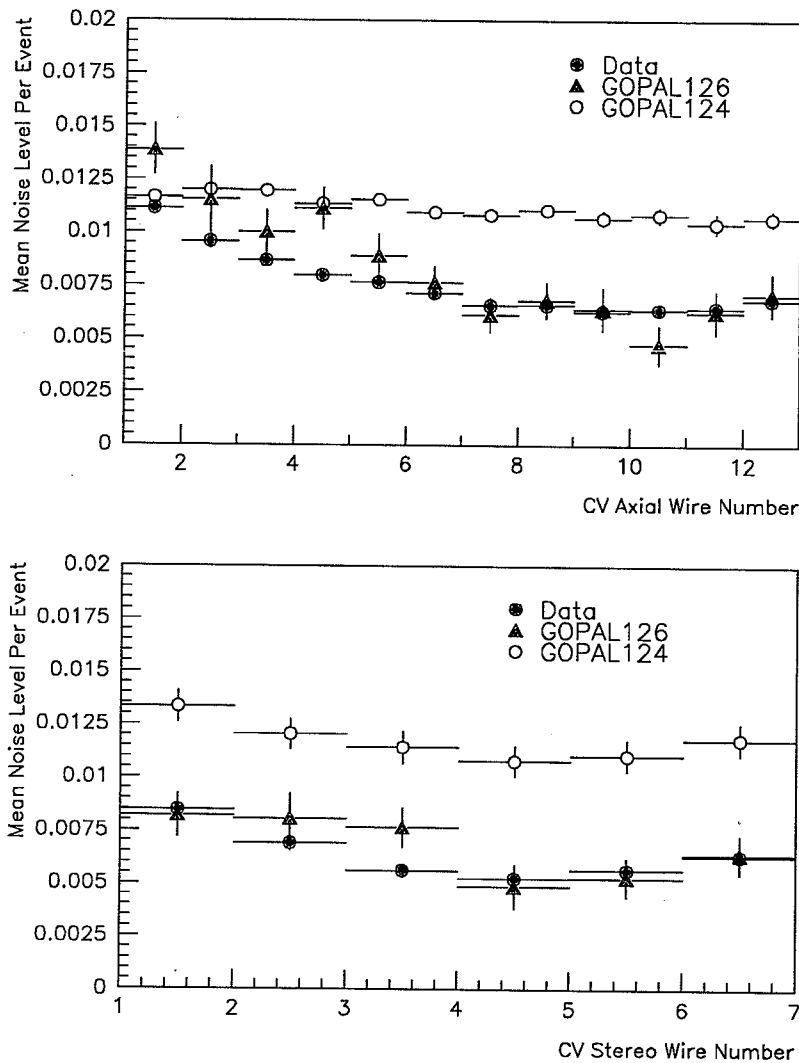 Mean Noise Level Per Event
0.02
0.0175
0.015
0.0125
0.01
0.0075
0.005
0.0025
0
Data
GOPAL126
GOPAL124
2 4 6 8 10 12
CV Axial Wire Number
Mean Noise Level Per Event
0.02
0.0175
0.015
0.0125
0.01
0.0075
0.005
0.0025
0
Data
GOPAL126
GOPAL124
1 2 3 4 5 6 7
CV Stereo Wire Number